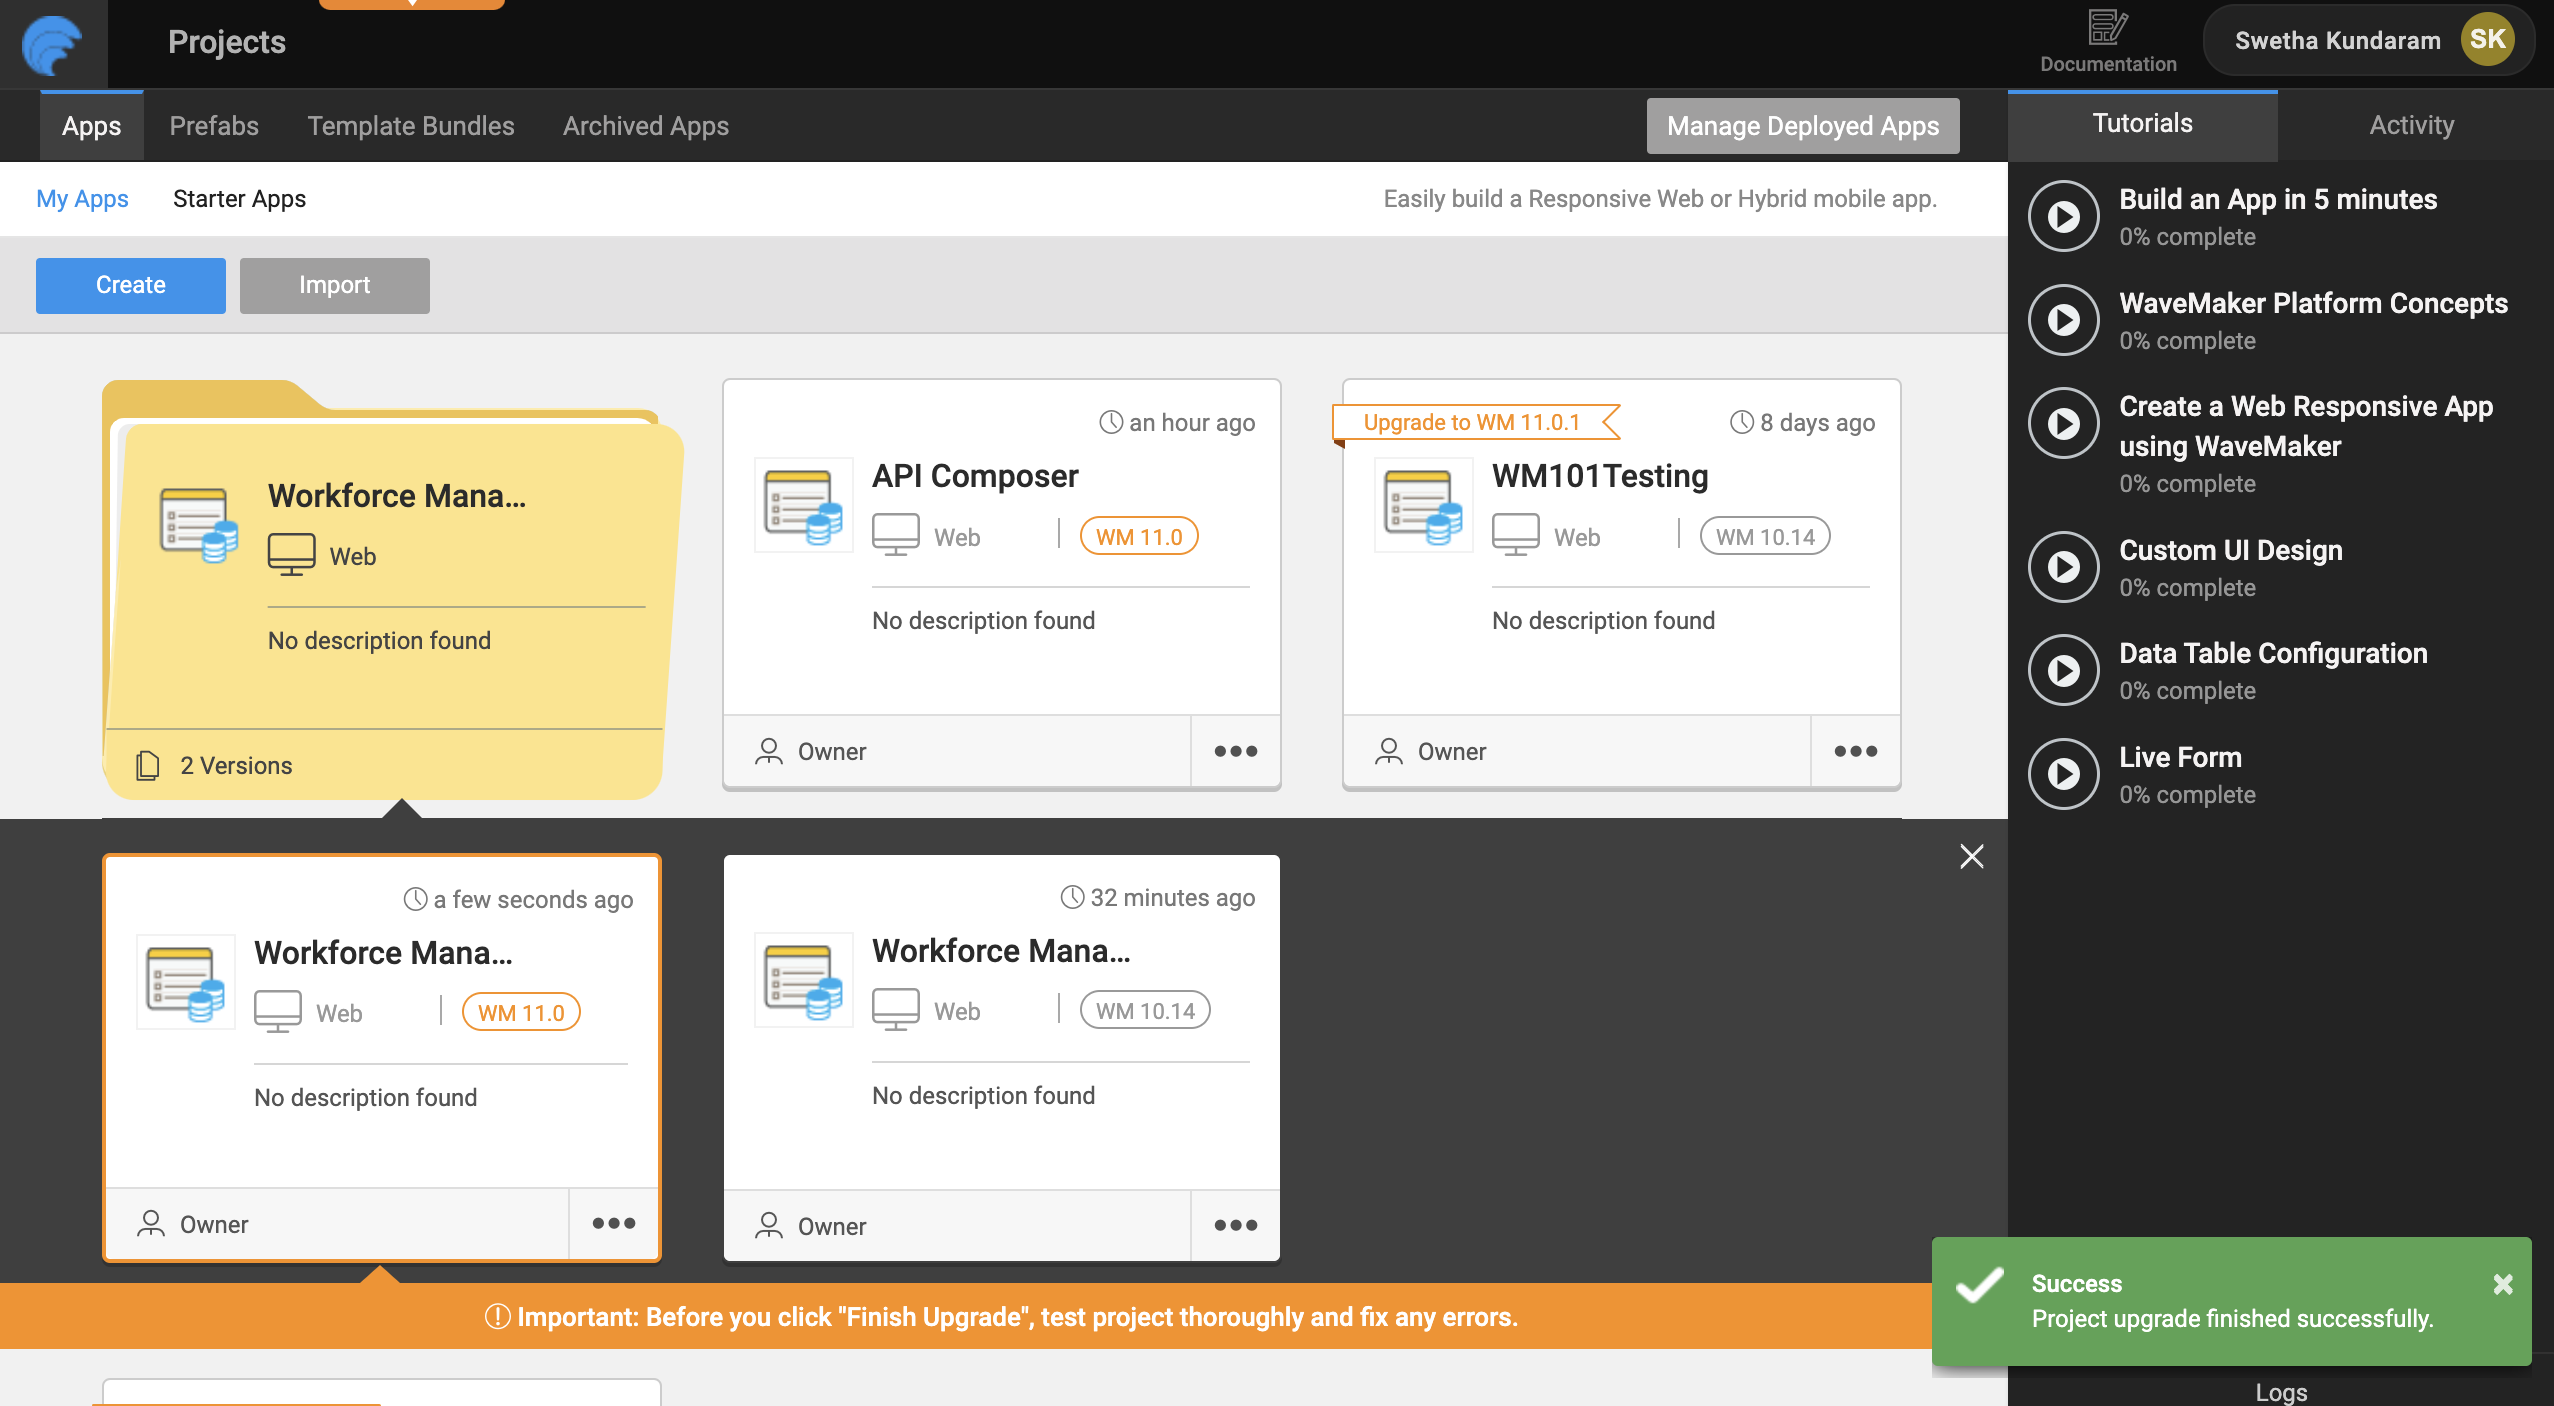 Projects
Documentation
Swetha Kundaram
SK
Apps
Prefabs
Template Bundles
Archived Apps
Manage Deployed Apps
Tutorials
Activity
My Apps
Starter Apps
Easily build a Responsive Web or Hybrid mobile app.
Create
Import
Workforce Mana...
Web
No description found
2 Versions
an hour ago
API Composer
Web
WM 11.0
No description found
Owner
Upgrade to WM 11.0.1
8 days ago
WM101Testing
Web
WM 10.14
No description found
Owner
a few seconds ago
Workforce Mana...
Web
WM 11.0
No description found
Owner
32 minutes ago
Workforce Mana...
Web
WM 10.14
No description found
Owner
Important: Before you click "Finish Upgrade", test project thoroughly and fix any errors.
Build an App in 5 minutes
0% complete
WaveMaker Platform Concepts
0% complete
Create a Web Responsive App
using WaveMaker
0% complete
Custom UI Design
0% complete
Data Table Configuration
0% complete
Live Form
0% complete
Success
Project upgrade finished successfully.
Logs